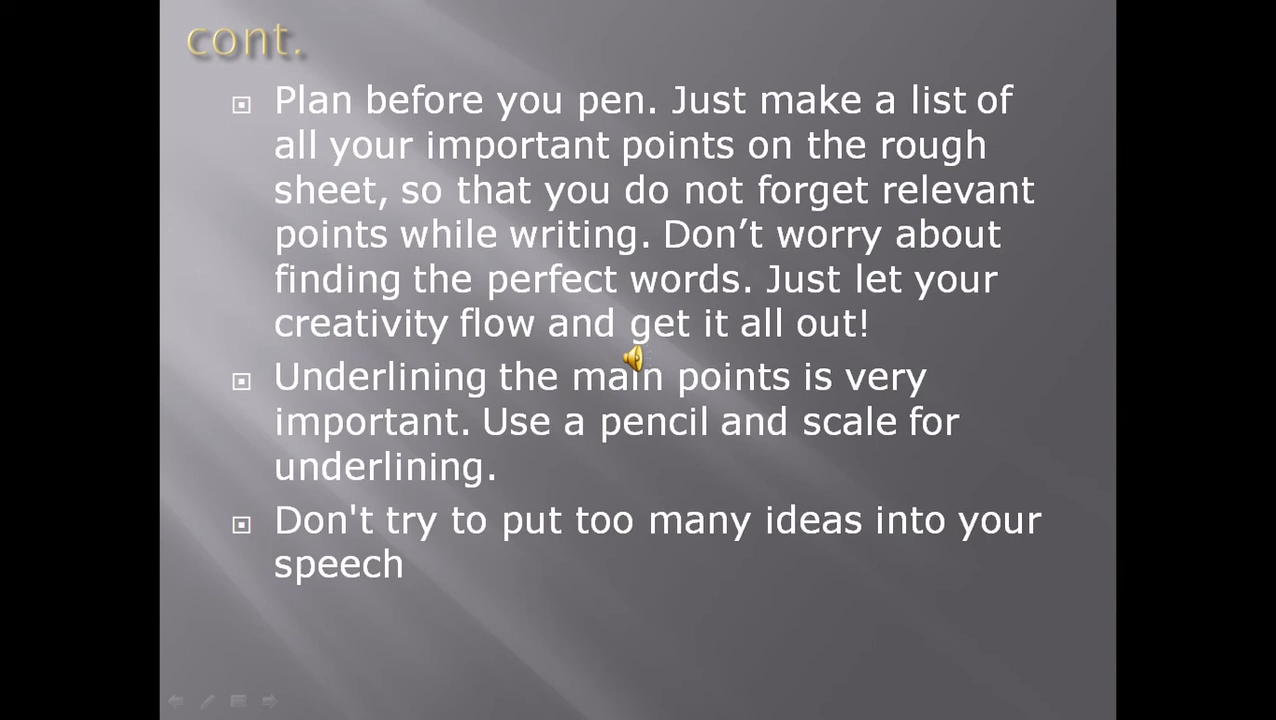 cont.
Plan before you pen. Just make a list of
all your important points on the rough
sheet, so that you do not forget relevant
points while writing. Don’t worry about
finding the perfect words. Just let your
creativity flow and get it all out!
Underlining the main points is very
important. Use a pencil and scale for
underlining.
Don't try to put too many ideas into your
speech